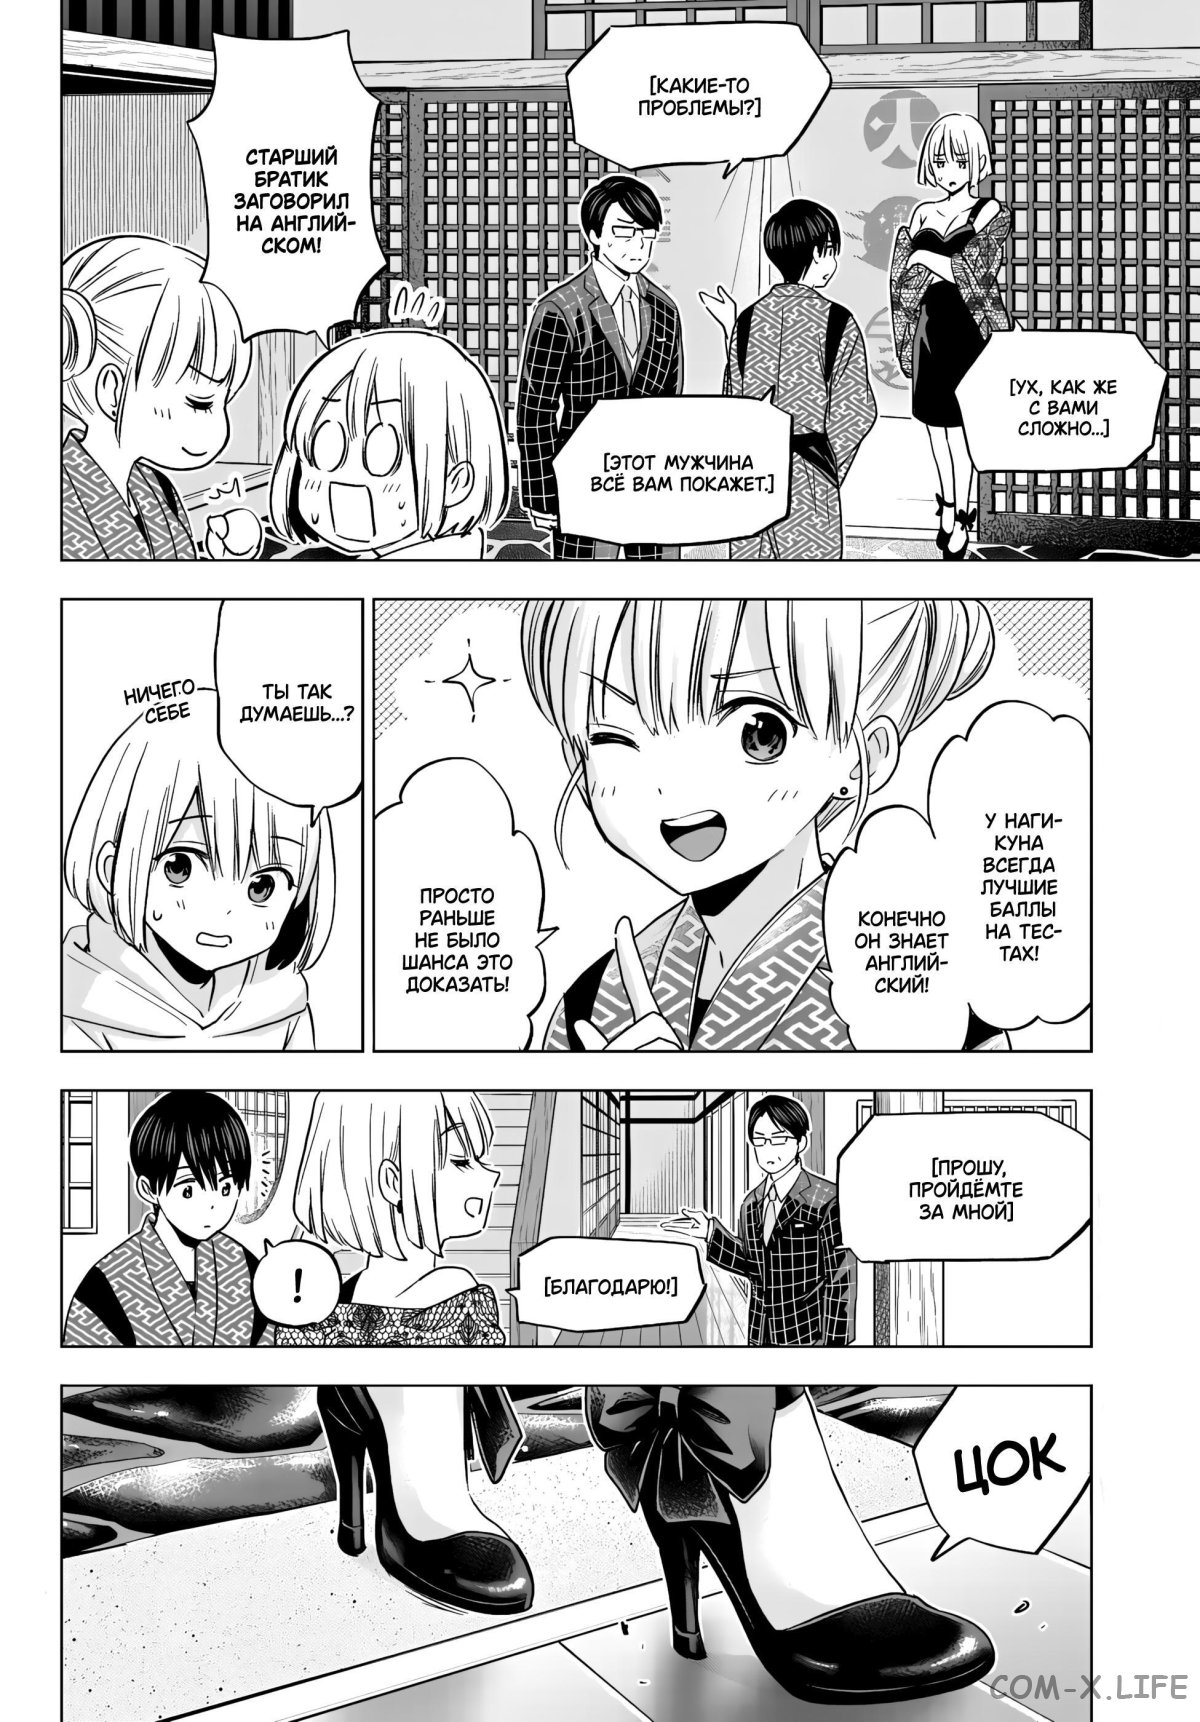 [КАКИЕ-ТО
ПРОБЛЕМЫ?]
СТАРШИЙ
БРАТИК
ЗАГОВОРИЛ
НА АНГЛИЙ-
СКОМ!
[УХ, КАК ЖЕ
С ВАМИ
СЛОЖНО...]
[ЭТОТ МУЖЧИНА
ВСЁ ВАМ ПОКАЖЕТ.]
У НАГИ-
КУНА
ВСЕГДА
ЛУЧШИЕ
БАЛЛЫ
НА ТЕС-
ТАХ!
КОНЕЧНО
ОН ЗНАЕТ
АНГЛИЙ-
СКИЙ!
ПРОСТО
РАНЬШЕ
НЕ БЫЛО
ШАНСА ЭТО
ДОКАЗАТЬ!
ТЫ ТАК
ДУМАЕШЬ...?
НИЧЕГО
СЕБЕ
[ПРОШУ,
ПРОЙДЁМТЕ
ЗА МНОЙ]
[БЛАГОДАРЮ!]
!
ЦОК
COM-X.LIFE